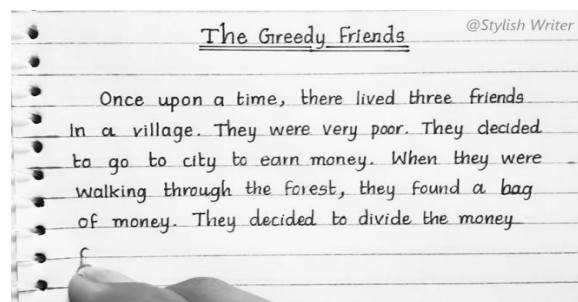 @Stylish Writer
The Greedy Friends
Once upon a time, there lived three friends
in a village. They were very poor. They decided
to go to city to earn money. When they were
walking through the forest, they found a bag
of money. They decided to divide the money